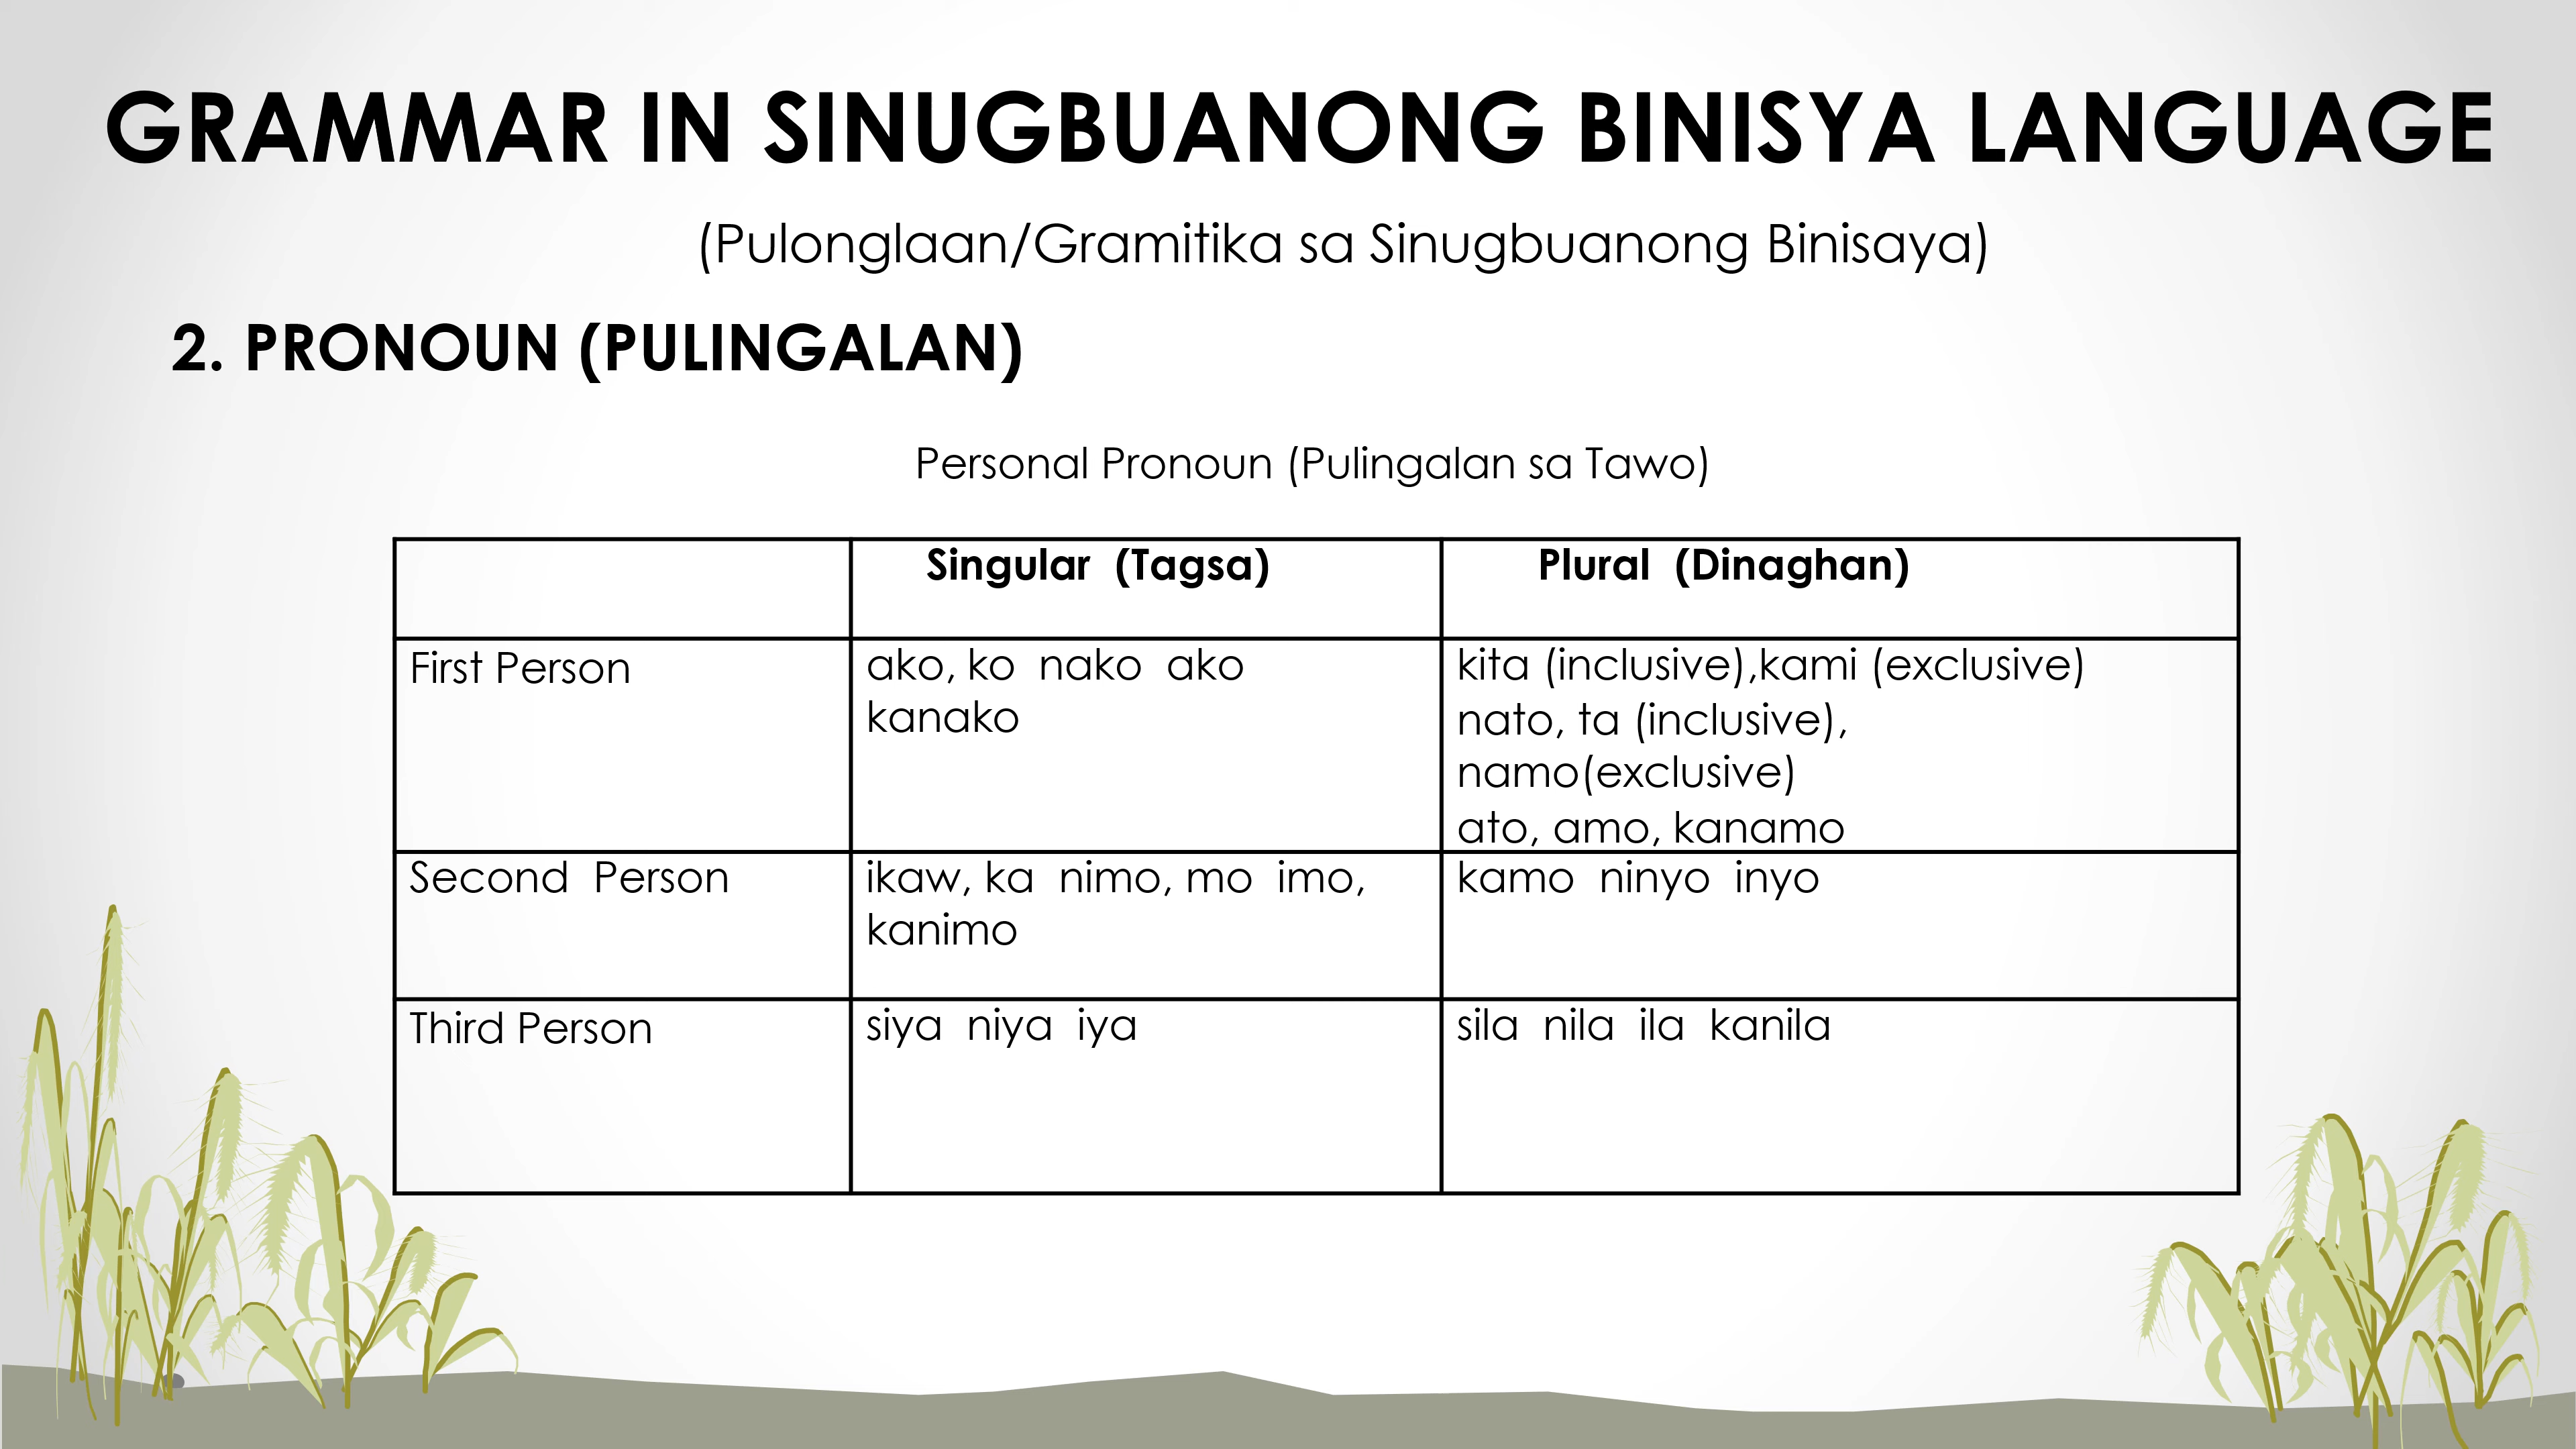 GRAMMAR IN SINUGBUANONG BINISYA LANGUAGE
(Pulonglaan/Gramitika sa Sinugbuanong Binisaya)
2. PRONOUN (PULINGALAN)
Personal Pronoun (Pulingalan sa Tawo)
Singular (Tagsa) Plural (Dinaghan)
First Person
ako, ko nako ako
kanako
kita (inclusive),kami (exclusive)
nato, ta (inclusive),
namo(exclusive)
ato, amo, kanamo
Second Person
ikaw, ka nimo, mo imo,
kanimo
kamo ninyo inyo
Third Person
siya niya iya
sila nila ila kanila